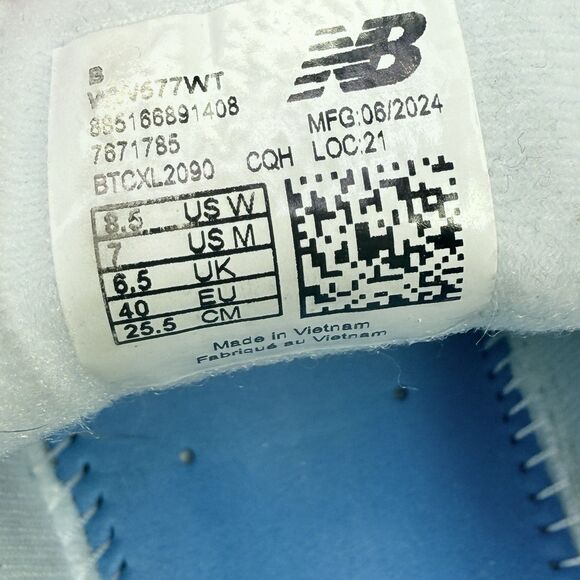 NB
B
885166891408
7671785
BTCXL2090 CQH
MFG:06/2024
LOC:21
8.5 US W
7 US M
6.5 UK
40 EU
25.5 CM
Made in Vietnam
Fabriqué au Vietnam